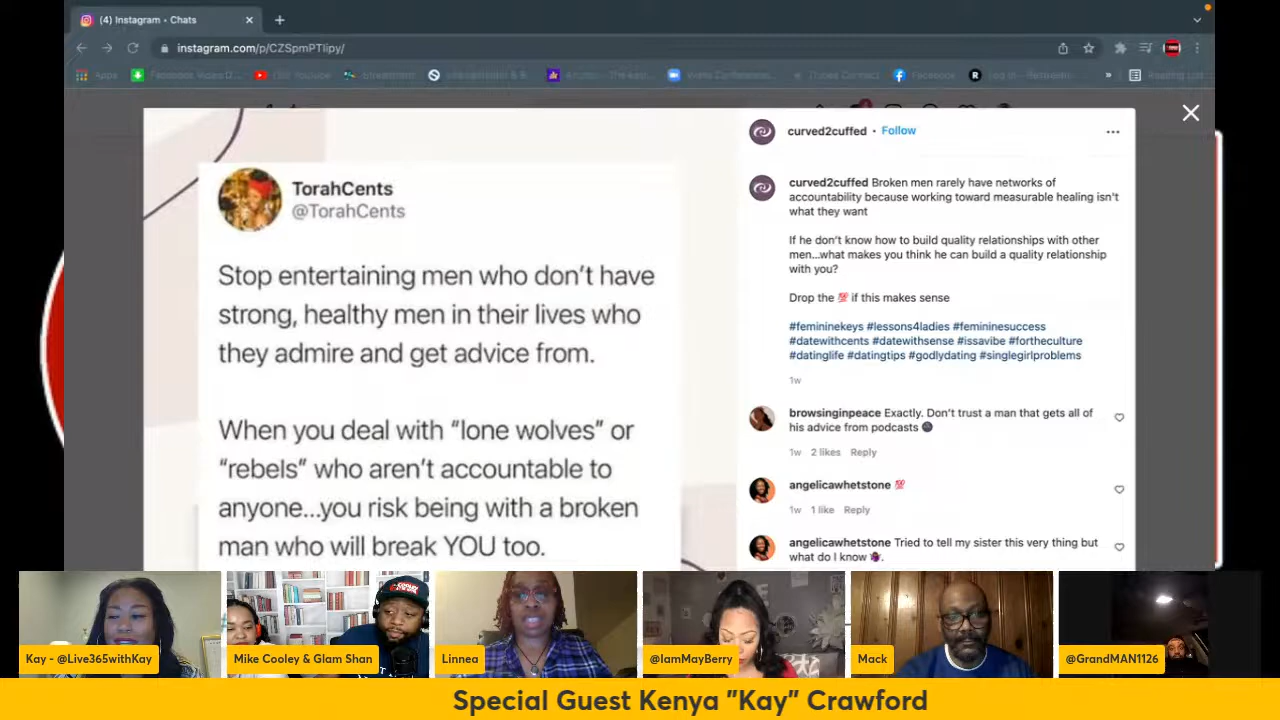 (4) Instagram • Chats
instagram.com/p/CZSpmPTlipy/
Apps
Facebook
TorahCents
@TorahCents
Stop entertaining men who don't have
strong, healthy men in their lives who
they admire and get advice from.
When you deal with "lone wolves" or
"rebels" who aren't accountable to
anyone...you risk being with a broken
man who will break YOU too.
curved2cuffed • Follow
curved2cuffed Broken men rarely have networks of
accountability because working toward measurable healing isn't
what they want
If he don't know how to build quality relationships with other
men...what makes you think he can build a quality relationship
with you?
Drop the 💯 if this makes sense
#femininekeys #lessons4ladies #femininesuccess
#datewithcents #datewithsense #issavibe #fortheculture
#datinglife #datingtips #godlydating #singlegirlproblems
1w
browsinginpeace Exactly. Don't trust a man that gets all of
his advice from podcasts
1w 2 likes Reply
angelicawhetstone 💯
1w 1 like Reply
angelicawhetstone Tried to tell my sister this very thing but
what do I know
Kay - @Live365withKay
Mike Cooley & Glam Shan
Linnea
@IamMayBerry
Mack
@GrandMAN1126
Special Guest Kenya "Kay" Crawford